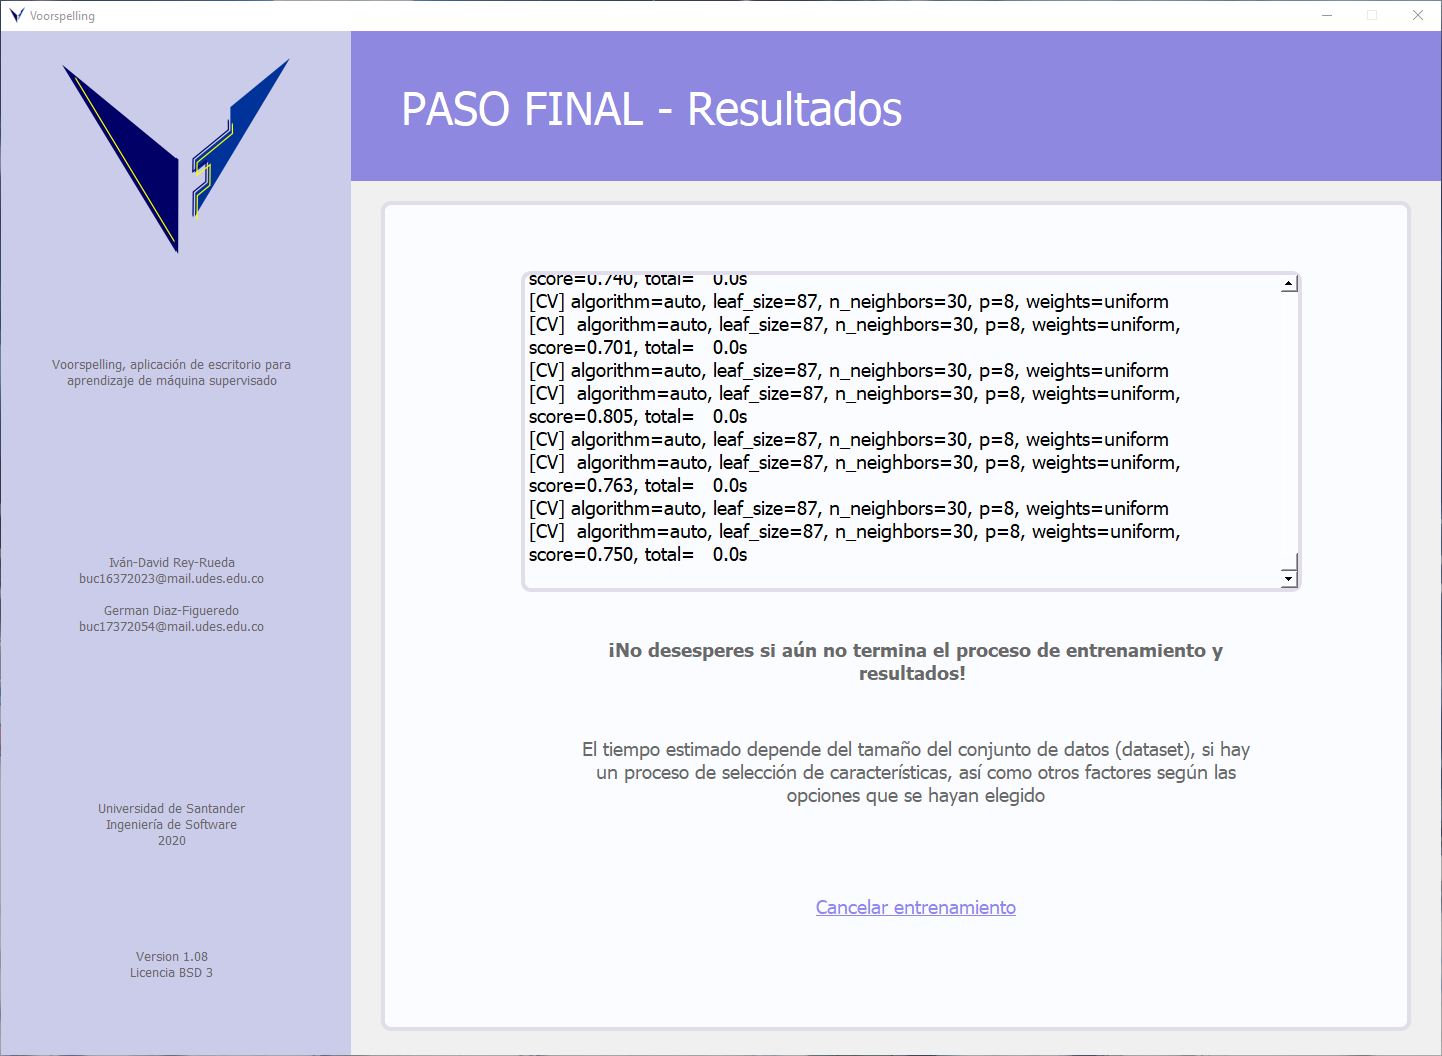 Voorspelling
PASO FINAL - Resultados
Voorspelling, aplicación de escritorio para
aprendizaje de máquina supervisado
Iván-David Rey-Rueda
buc16372023@mail.udes.edu.co
German Diaz-Figueredo
buc17372054@mail.udes.edu.co
Universidad de Santander
Ingeniería de Software
2020
Version 1.08
Licencia BSD 3
score=0.740, total=   0.0s
[CV] algorithm=auto, leaf_size=87, n_neighbors=30, p=8, weights=uniform
[CV]  algorithm=auto, leaf_size=87, n_neighbors=30, p=8, weights=uniform,
score=0.701, total=   0.0s
[CV] algorithm=auto, leaf_size=87, n_neighbors=30, p=8, weights=uniform
[CV]  algorithm=auto, leaf_size=87, n_neighbors=30, p=8, weights=uniform,
score=0.805, total=   0.0s
[CV] algorithm=auto, leaf_size=87, n_neighbors=30, p=8, weights=uniform
[CV]  algorithm=auto, leaf_size=87, n_neighbors=30, p=8, weights=uniform,
score=0.763, total=   0.0s
[CV] algorithm=auto, leaf_size=87, n_neighbors=30, p=8, weights=uniform
[CV]  algorithm=auto, leaf_size=87, n_neighbors=30, p=8, weights=uniform,
score=0.750, total=   0.0s
¡No desesperes si aún no termina el proceso de entrenamiento y
resultados!
El tiempo estimado depende del tamaño del conjunto de datos (dataset), si hay
un proceso de selección de características, así como otros factores según las
opciones que se hayan elegido
Cancelar entrenamiento